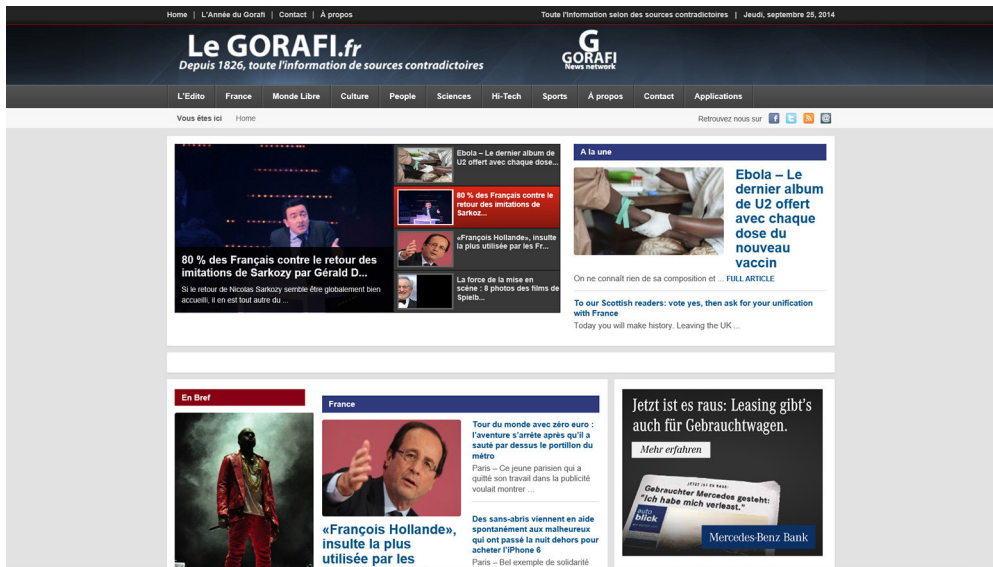 Home | L'Année du Gorafi | Contact | À propos
Toute l'Information selon des sources contradictoires | Jeudi, septembre 25, 2014
Le GORAFI.fr
Depuis 1826, toute l'information de sources contradictoires
G
GORAFI
News network
L'Edito France Monde Libre Culture People Sciences Hi-Tech Sports À propos Contact Applications
Vous êtes ici Home
Retrouvez nous sur
80 % des Français contre le retour des
imitations de Sarkozy par Gérald D...
Si le retour de Nicolas Sarkozy semble être globalement bien
accueilli, il en est tout autre du ...
Ebola – Le dernier album de
U2 offert avec chaque dose...
80 % des Français contre le
retour des imitations de
Sarkoz...
«François Hollande», insulte
la plus utilisée par les Fr...
La force de la mise en
scène : 8 photos des films de
Spielb...
A la une
Ebola – Le
dernier album
de U2 offert
avec chaque
dose du
nouveau
vaccin
On ne connaît rien de sa composition et ... FULL ARTICLE
To our Scottish readers: vote yes, then ask for your unification
with France
Today you will make history. Leaving the UK ...
En Bref
France
«François Hollande»,
insulte la plus
utilisée par les
Tour du monde avec zéro euro :
l'aventure s'arrête après qu'il a
sauté par dessus le portillon du
métro
Paris – Ce jeune parisien qui a
quitté son travail dans la publicité
voulait montrer ...
Des sans-abris viennent en aide
spontanément aux malheureux
qui ont passé la nuit dehors pour
acheter l'iPhone 6
Paris – Bel exemple de solidarité
Jetzt ist es raus: Leasing gibt's
auch für Gebrauchtwagen.
Mehr erfahren
JETZT IST ES RAUS:
Gebrauchter Mercedes gesteht:
"Ich habe mich verleast."
auto
blick
Mercedes-Benz Bank